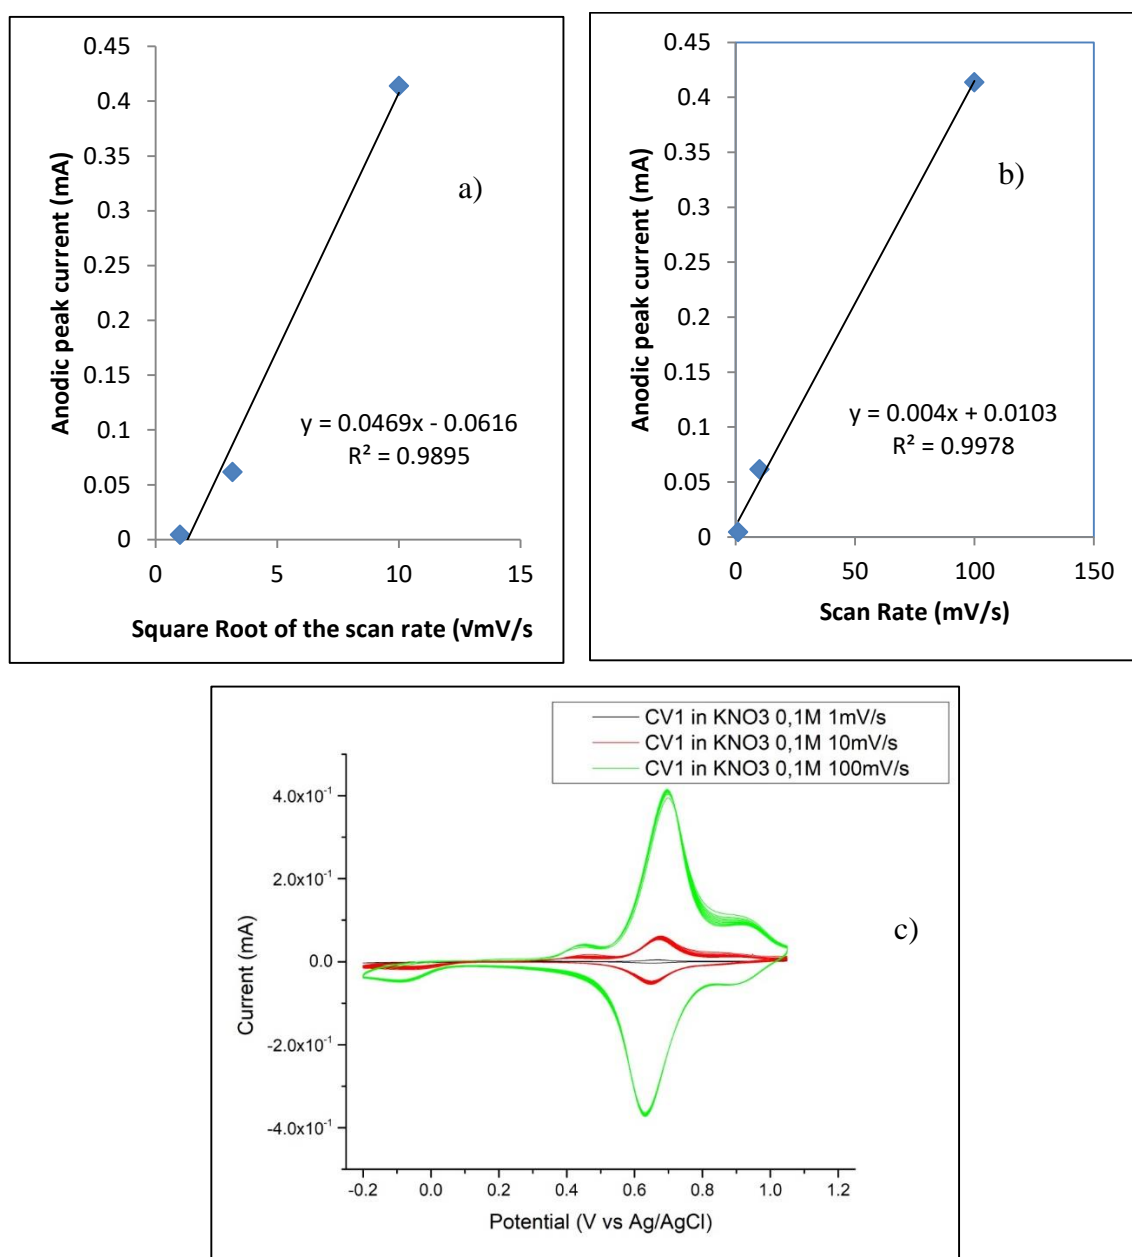 0.45
0.4
0.35
0.3
0.25
0.2
0.15
0.1
0.05
0
0
5
10
15
Anodic peak current (mA)
Square Root of the scan rate (√mV/s
a)
y = 0.0469x - 0.0616
R² = 0.9895
0.45
0.4
0.35
0.3
0.25
0.2
0.15
0.1
0.05
0
0
50
100
150
Anodic peak current (mA)
Scan Rate (mV/s)
b)
y = 0.004x + 0.0103
R² = 0.9978
CV1 in KNO3 0,1M 1mV/s
CV1 in KNO3 0,1M 10mV/s
CV1 in KNO3 0,1M 100mV/s
4.0x10⁻¹
2.0x10⁻¹
0.0
-2.0x10⁻¹
-4.0x10⁻¹
Current (mA)
c)
-0.2
0.0
0.2
0.4
0.6
0.8
1.0
1.2
Potential (V vs Ag/AgCl)